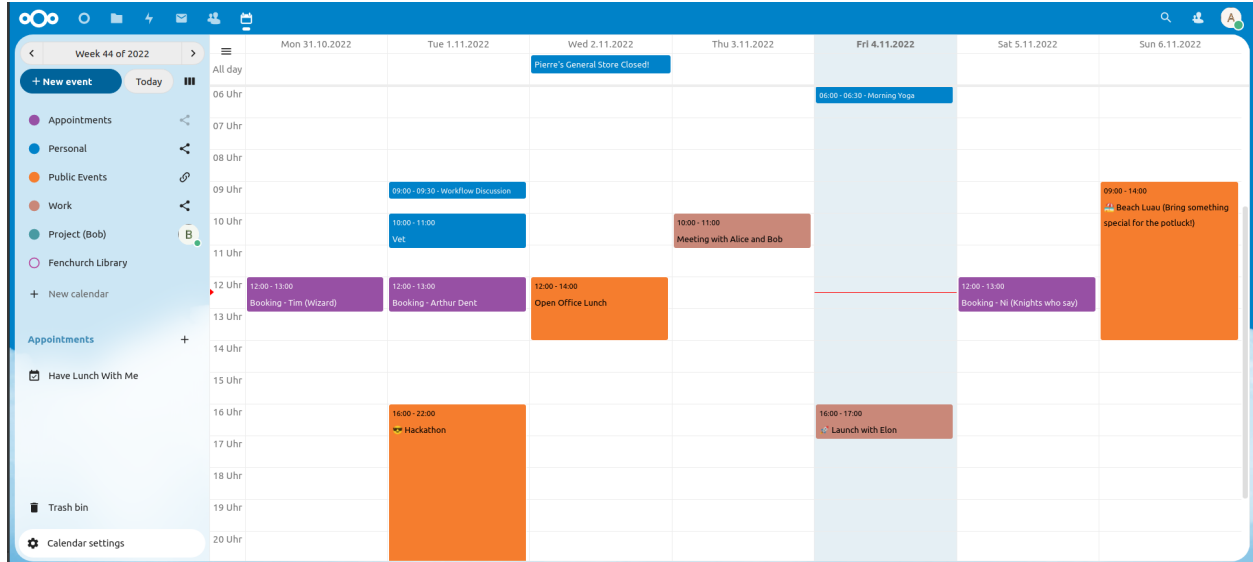 Week 44 of 2022
+ New event
Today
Appointments
Personal
Public Events
Work
Project (Bob)
B
Fenchurch Library
+ New calendar
Appointments
+
Have Lunch With Me
Trash bin
Calendar settings
A
Mon 31.10.2022
Tue 1.11.2022
Wed 2.11.2022
Thu 3.11.2022
Fri 4.11.2022
Sat 5.11.2022
Sun 6.11.2022
All day
Pierre's General Store Closed!
06 Uhr
06:00 - 06:30 - Morning Yoga
07 Uhr
08 Uhr
09 Uhr
09:00 - 09:30 - Workflow Discussion
09:00 - 14:00
Beach Luau (Bring something
special for the potluck!)
10 Uhr
10:00 - 11:00
Vet
10:00 - 11:00
Meeting with Alice and Bob
11 Uhr
12 Uhr
12:00 - 13:00
Booking - Tim (Wizard)
12:00 - 13:00
Booking - Arthur Dent
12:00 - 14:00
Open Office Lunch
12:00 - 13:00
Booking - Ni (Knights who say)
13 Uhr
14 Uhr
15 Uhr
16 Uhr
16:00 - 22:00
😎 Hackathon
16:00 - 17:00
Launch with Elon
17 Uhr
18 Uhr
19 Uhr
20 Uhr